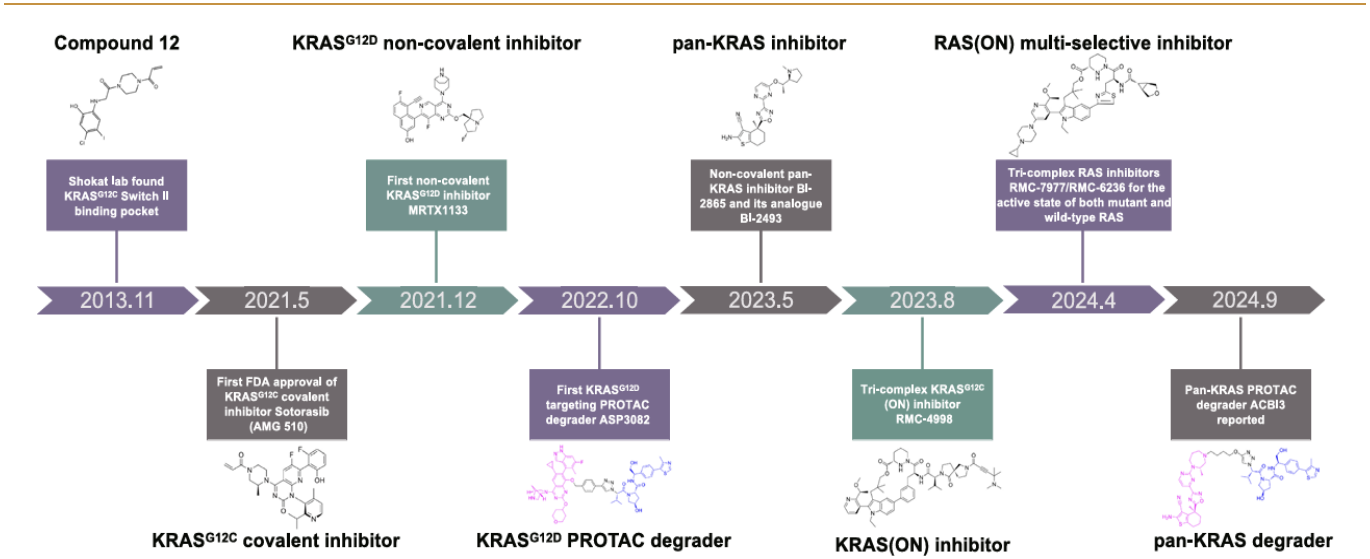 Compound 12
KRASG12D non-covalent inhibitor
pan-KRAS inhibitor
RAS(ON) multi-selective inhibitor
Shokat lab found
KRASG12C Switch II
binding pocket
First non-covalent
KRASG12D inhibitor
MRTX1133
Non-covalent pan-
KRAS inhibitor BI-
2865 and its analogue
BI-2493
Tri-complex RAS inhibitors
RMC-7977/RMC-6236 for the
active state of both mutant and
wild-type RAS
2013.11
2021.5
2021.12
2022.10
2023.5
2023.8
2024.4
2024.9
First FDA approval of
KRASG12C covalent
inhibitor Sotorasib
(AMG 510)
First KRASG12D
targeting PROTAC
degrader ASP3082
Tri-complex KRASG12C
(ON) inhibitor
RMC-4998
Pan-KRAS PROTAC
degrader ACBI3
reported
KRASG12C covalent inhibitor
KRASG12D PROTAC degrader
KRAS(ON) inhibitor
pan-KRAS degrader